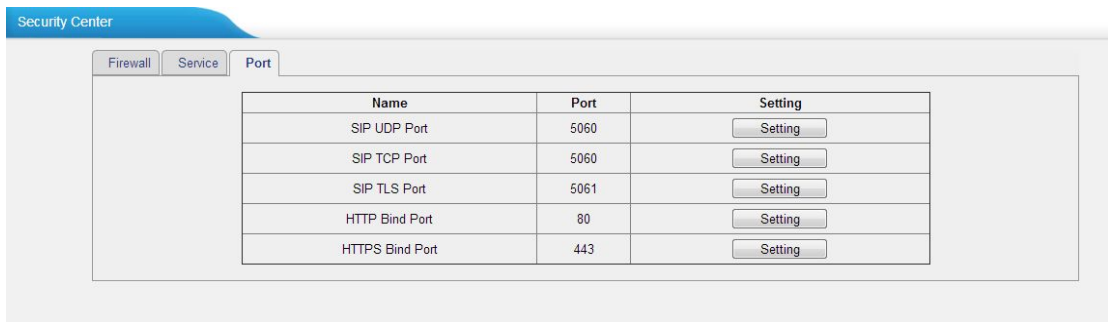 Security Center
Firewall Service Port
Name Port Setting
SIP UDP Port 5060 Setting
SIP TCP Port 5060 Setting
SIP TLS Port 5061 Setting
HTTP Bind Port 80 Setting
HTTPS Bind Port 443 Setting